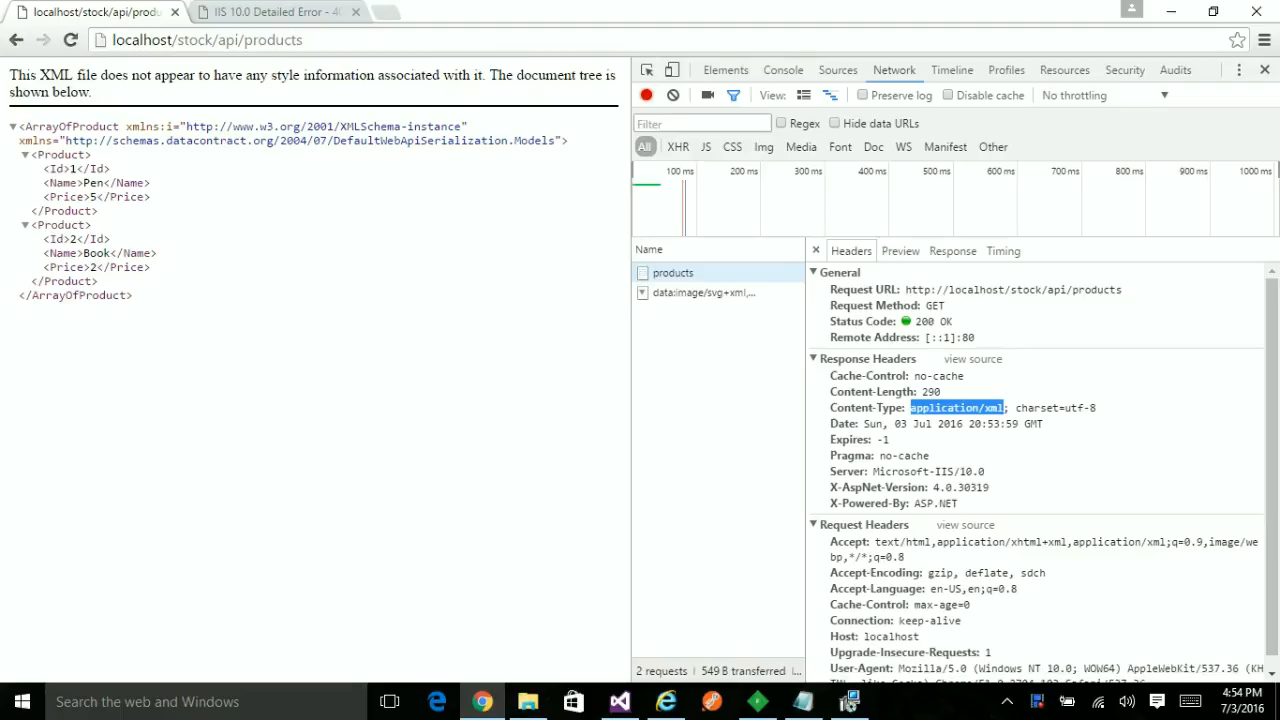 localhost/stock/api/produ
IIS 10.0 Detailed Error - 40
localhost/stock/api/products
This XML file does not appear to have any style information associated with it. The document tree is
shown below.
<ArrayOfProduct xmlns:i="http://www.w3.org/2001/XMLSchema-instance"
xmlns="http://schemas.datacontract.org/2004/07/DefaultWebApiSerialization.Models">
<Product>
<Id>1</Id>
<Name>Pen</Name>
<Price>5</Price>
</Product>
<Product>
<Id>2</Id>
<Name>Book</Name>
<Price>2</Price>
</Product>
</ArrayOfProduct>
Elements Console Sources Network Timeline Profiles Resources Security Audits
View: Preserve log Disable cache No throttling
Filter Regex Hide data URLs
All XHR JS CSS Img Media Font Doc WS Manifest Other
100 ms 200 ms 300 ms 400 ms 500 ms 600 ms 700 ms 800 ms 900 ms 1000 ms
Name
products
data:image/svg+xml,...
2 requests | 549 B transferred |...
× Headers Preview Response Timing
General
Request URL: http://localhost/stock/api/products
Request Method: GET
Status Code: 200 OK
Remote Address: [::1]:80
Response Headers view source
Cache-Control: no-cache
Content-Length: 290
Content-Type: application/xml; charset=utf-8
Date: Sun, 03 Jul 2016 20:53:59 GMT
Expires: -1
Pragma: no-cache
Server: Microsoft-IIS/10.0
X-AspNet-Version: 4.0.30319
X-Powered-By: ASP.NET
Request Headers view source
Accept: text/html,application/xhtml+xml,application/xml;q=0.9,image/we
bp,*/*;q=0.8
Accept-Encoding: gzip, deflate, sdch
Accept-Language: en-US,en;q=0.8
Cache-Control: max-age=0
Connection: keep-alive
Host: localhost
Upgrade-Insecure-Requests: 1
User-Agent: Mozilla/5.0 (Windows NT 10.0; WOW64) AppleWebKit/537.36 (KH
Search the web and Windows
4:54 PM
7/3/2016